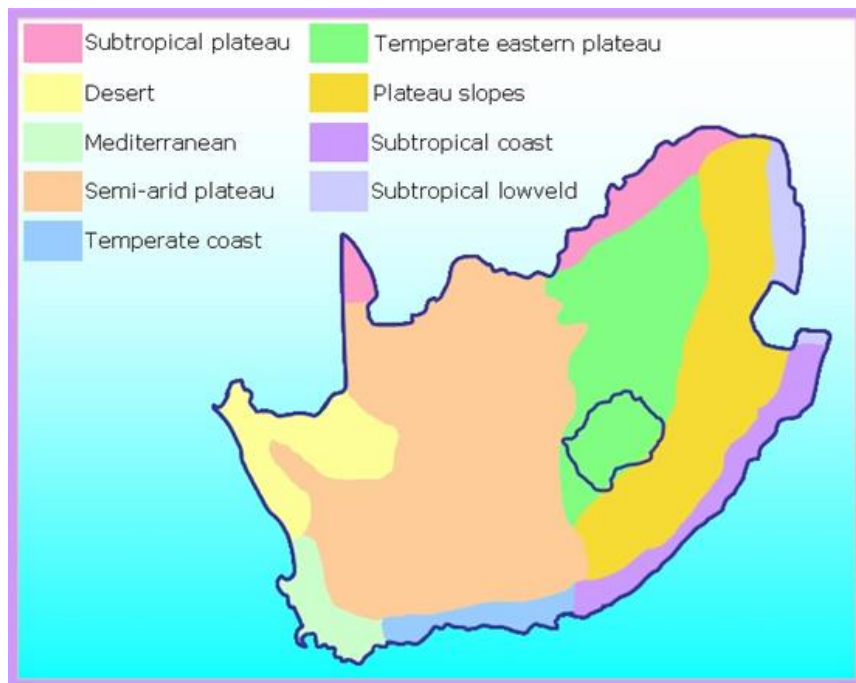 Subtropical plateau
Desert
Mediterranean
Semi-arid plateau
Temperate coast
Temperate eastern plateau
Plateau slopes
Subtropical coast
Subtropical lowveld